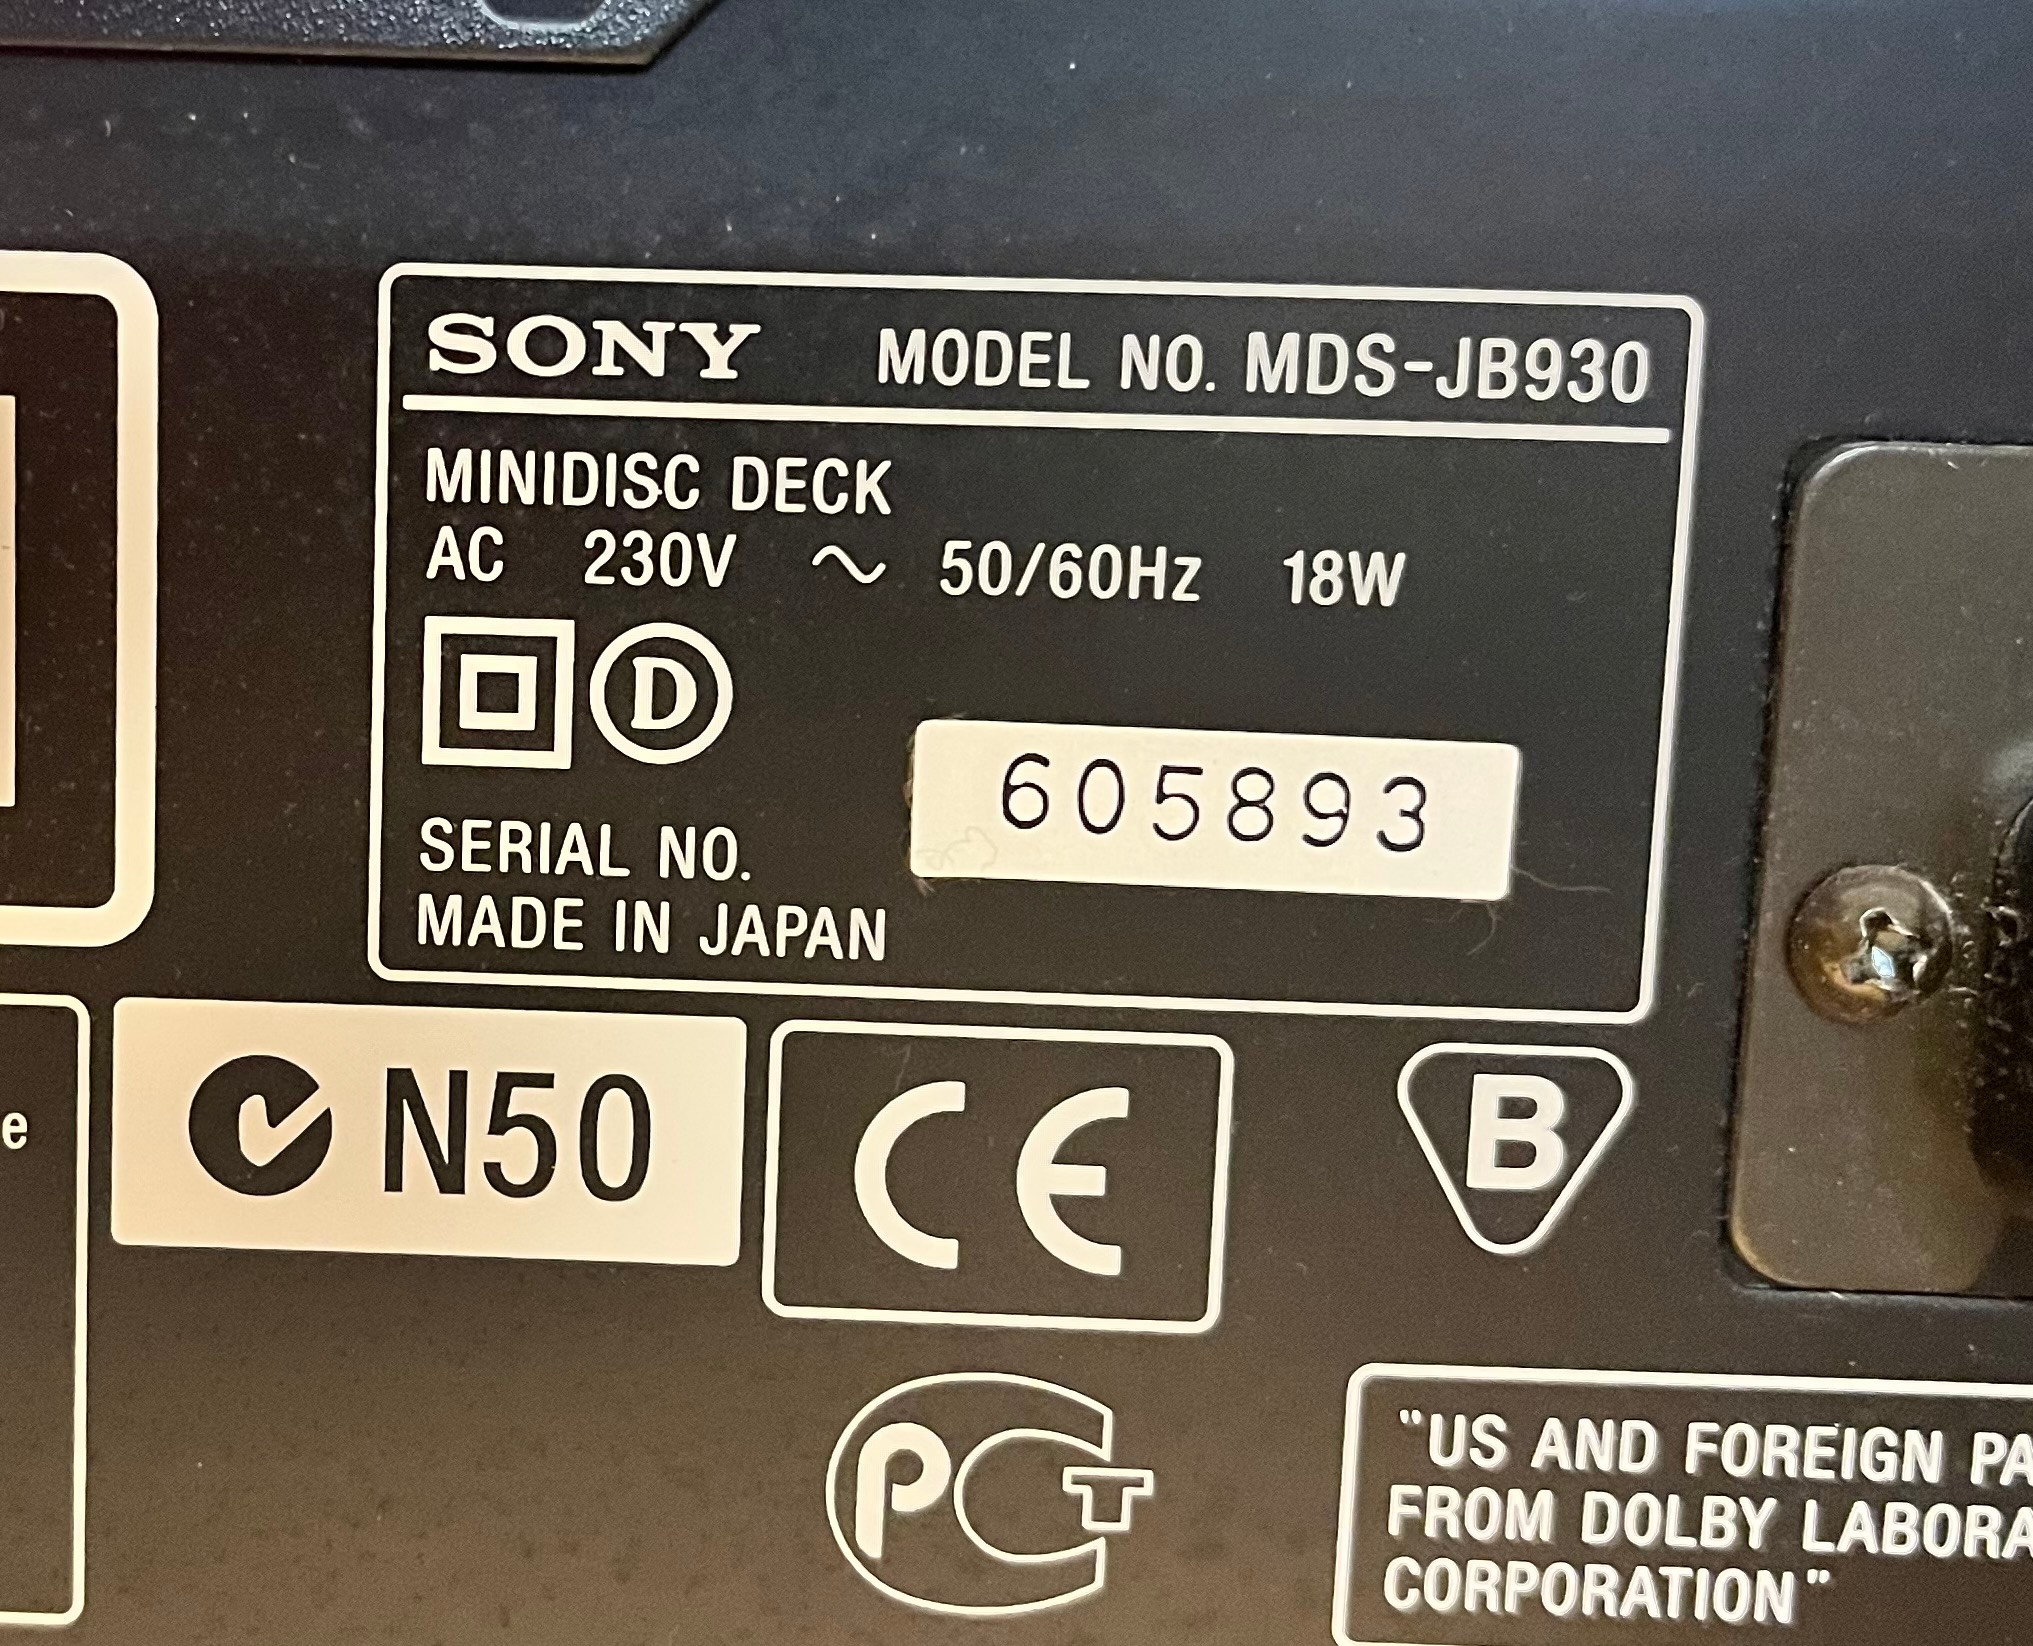 SONY MODEL NO. MDS-JB930
MINIDISC DECK
AC 230V ~ 50/60Hz 18W
D
605893
SERIAL NO.
MADE IN JAPAN
e
N50
CE
B
PCT
"US AND FOREIGN PA
FROM DOLBY LABORA
CORPORATION"